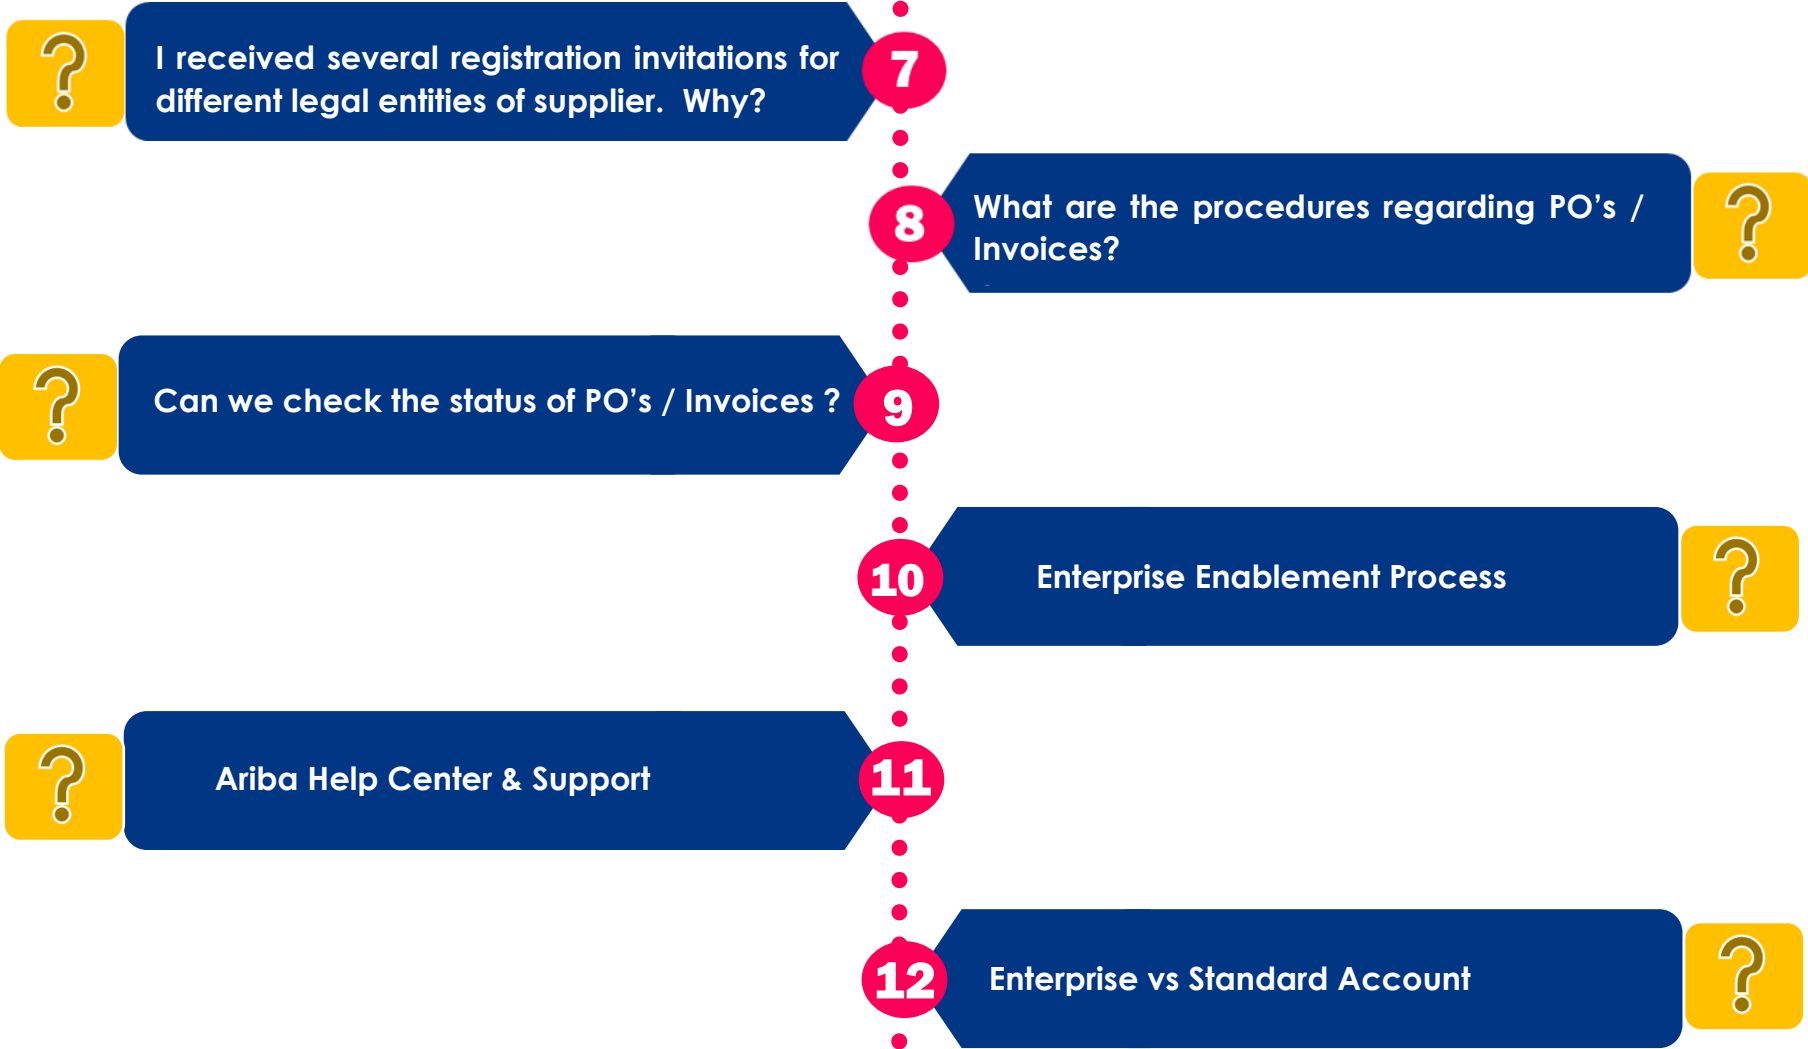 I received several registration invitations for
different legal entities of supplier. Why?
7
8
What are the procedures regarding PO’s /
Invoices?
Can we check the status of PO’s / Invoices ?
9
10
Enterprise Enablement Process
Ariba Help Center & Support
11
12
Enterprise vs Standard Account